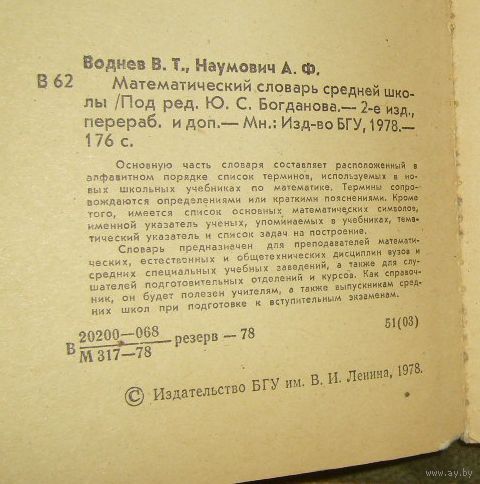 Воднев В. Т., Наумович А. Ф.
В 62 Математический словарь средней шко-
лы /Под ред. Ю. С. Богданова.— 2-е изд.,
перераб. и доп.— Мн.: Изд-во БГУ, 1978.—
176 с.
Основную часть словаря составляет расположенный в
алфавитном порядке список терминов, используемых в но-
вых школьных учебниках по математике. Термины сопро-
вождаются определениями или краткими пояснениями. Кроме
того, имеется список основных математических символов,
именной указатель ученых, упоминаемых в учебниках, тема-
тический указатель и список задач на построение.
Словарь предназначен для преподавателей математи-
ческих, естественных и общетехнических дисциплин вузов и
средних специальных учебных заведений, а также для слу-
шателей подготовительных отделений и курсов. Как справоч-
ник, он будет полезен учителям, а также выпускникам сред-
них школ при подготовке к вступительным экзаменам.
В 20200—068 резерв — 78 51(03)
М 317—78
© Издательство БГУ им. В. И. Ленина, 1978.
www.ay.by